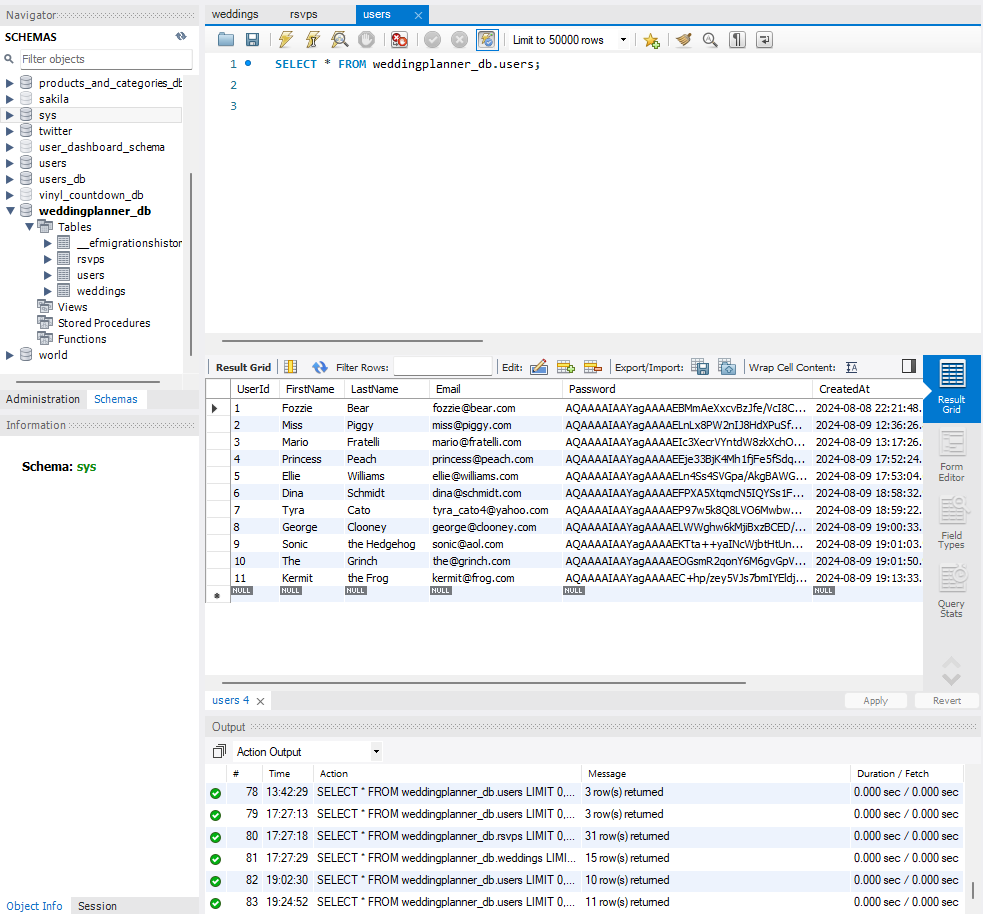 Navigator
SCHEMAS
Filter objects
products_and_categories_db
sakila
sys
twitter
user_dashboard_schema
users
users_db
vinyl_countdown_db
weddingplanner_db
Tables
__efmigrationshistor
rsvps
users
weddings
Views
Stored Procedures
Functions
world
Administration Schemas
Information
Schema: sys
Object Info Session
weddings rsvps users
Limit to 50000 rows
1 SELECT * FROM weddingplanner_db.users;
2
3
Result Grid Filter Rows: Edit: Export/Import: Wrap Cell Content:
UserId FirstName LastName Email Password CreatedAt
1 Fozzie Bear fozzie@bear.com AQAAAAIAAYagAAAAEBMmAeXxcvBzJfe/VcI8C... 2024-08-08 22:21:48.
2 Miss Piggy miss@piggy.com AQAAAAIAAYagAAAAELnLx8PW2nIJ8HdXPuSf... 2024-08-09 12:36:26.
3 Mario Fratelli mario@fratelli.com AQAAAAIAAYagAAAAEIc3XecrVYntdW8zkXchO... 2024-08-09 13:17:26.
4 Princess Peach princess@peach.com AQAAAAIAAYagAAAAEEje33BjK4Mh1fjFe5fSdq... 2024-08-09 17:52:24.
5 Ellie Williams ellie@williams.com AQAAAAIAAYagAAAAELn4Ss4SVGpa/AkgBAWG... 2024-08-09 17:53:04.
6 Dina Schmidt dina@schmidt.com AQAAAAIAAYagAAAAEFPXA5XtqmcN5IQYSs1F... 2024-08-09 18:58:32.
7 Tyra Cato tyra_cato4@yahoo.com AQAAAAIAAYagAAAAEP97w5k8Q8LVO6Mwbw... 2024-08-09 18:59:22.
8 George Clooney george@clooney.com AQAAAAIAAYagAAAAELWWghw6kMjiBxzBCED/... 2024-08-09 19:00:33.
9 Sonic the Hedgehog sonic@aol.com AQAAAAIAAYagAAAAEKTta++yaINcWjbtHtUn... 2024-08-09 19:01:03.
10 The Grinch the@grinch.com AQAAAAIAAYagAAAAEOGsmR2qonY6M6gvGpV... 2024-08-09 19:01:50.
11 Kermit the Frog kermit@frog.com AQAAAAIAAYagAAAAEC+hp/zey5VJs7bmIYEldj... 2024-08-09 19:13:33.
NULL NULL NULL NULL NULL NULL
Result
Grid
Form
Editor
Field
Types
Query
Stats
users 4 Apply Revert
Output
Action Output
# Time Action Message Duration / Fetch
78 13:42:29 SELECT * FROM weddingplanner_db.users LIMIT 0,... 3 row(s) returned 0.000 sec / 0.000 sec
79 17:27:13 SELECT * FROM weddingplanner_db.users LIMIT 0,... 3 row(s) returned 0.000 sec / 0.000 sec
80 17:27:18 SELECT * FROM weddingplanner_db.rsvps LIMIT 0,... 31 row(s) returned 0.000 sec / 0.000 sec
81 17:27:29 SELECT * FROM weddingplanner_db.weddings LIMI... 15 row(s) returned 0.000 sec / 0.000 sec
82 19:02:30 SELECT * FROM weddingplanner_db.users LIMIT 0,... 10 row(s) returned 0.000 sec / 0.000 sec
83 19:24:52 SELECT * FROM weddingplanner_db.users LIMIT 0,... 11 row(s) returned 0.000 sec / 0.000 sec